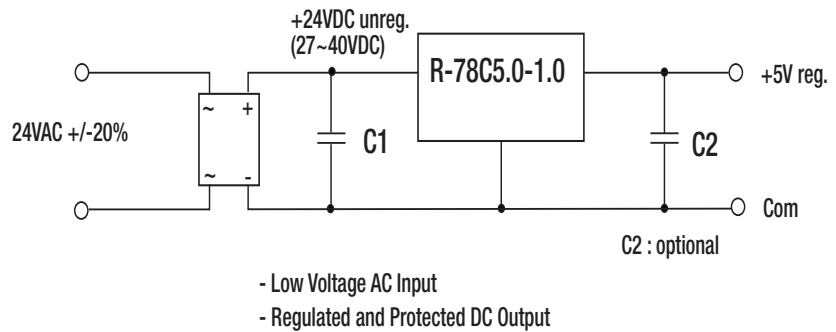 +24VDC unreg.
(27~40VDC)
R-78C5.0-1.0
+5V reg.
~ +
24VAC +/-20%
C1
C2
~ -
Com
C2 : optional
- Low Voltage AC Input
- Regulated and Protected DC Output